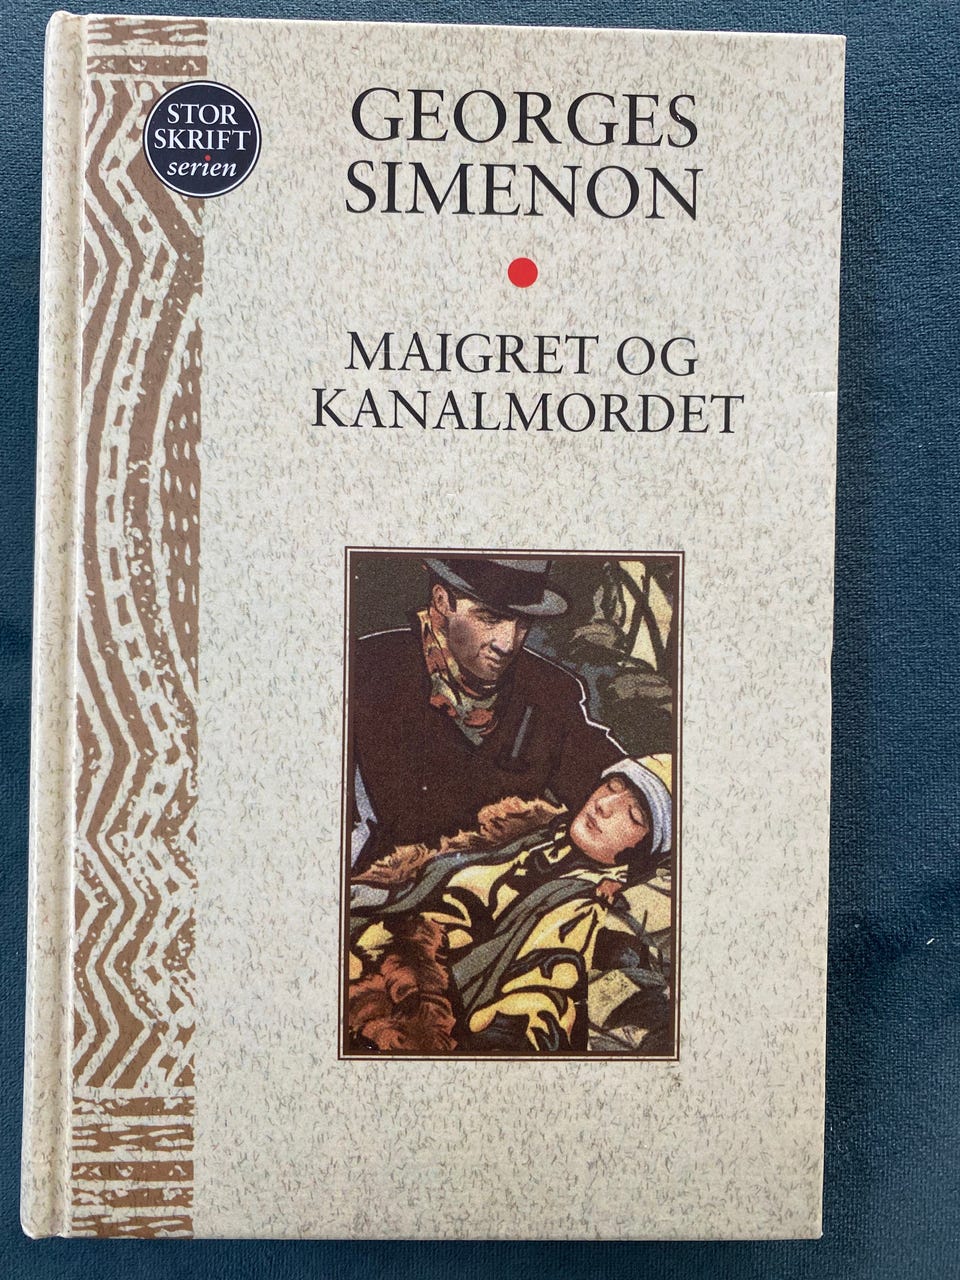 STOR
SKRIFT
serien
GEORGES
SIMENON
MAIGRET OG
KANALMORDET